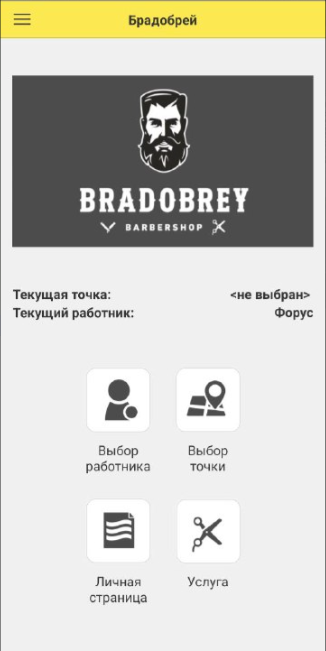 Брадобрей
BRADOBREY
BARBERSHOP
Текущая точка: <не выбран>
Текущий работник: Форус
Выбор работника
Выбор точки
Личная страница
Услуга